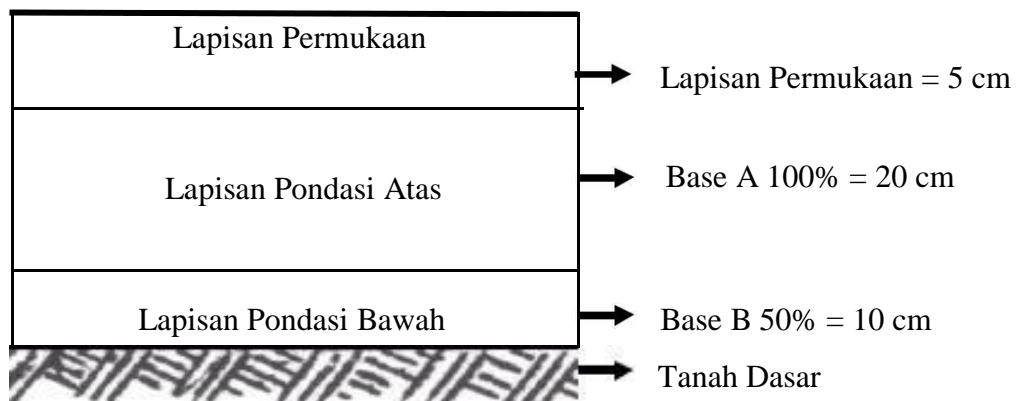 Lapisan Permukaan
Lapisan Permukaan = 5 cm
Lapisan Pondasi Atas
Base A 100% = 20 cm
Lapisan Pondasi Bawah
Base B 50% = 10 cm
Tanah Dasar